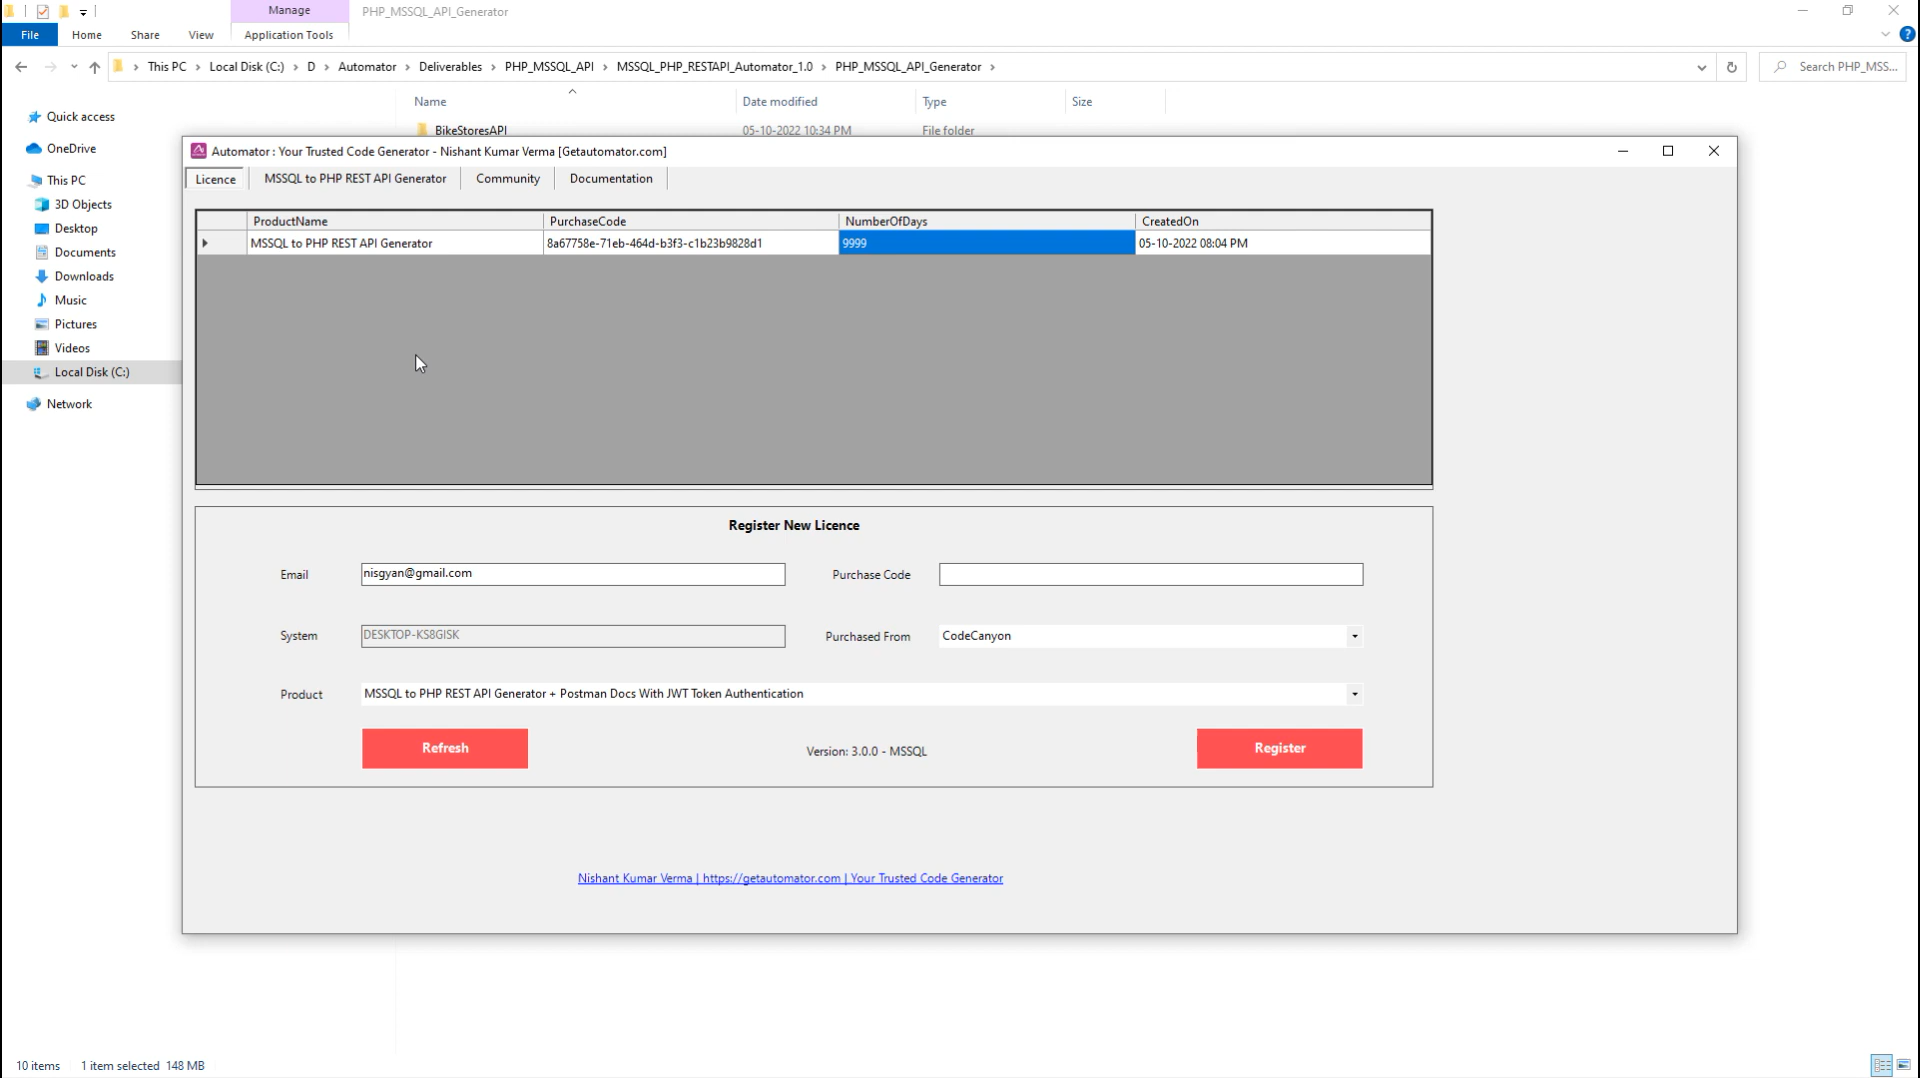 Manage
PHP_MSSQL_API_Generator
File
Home
Share
View
Application Tools
This PC
Local Disk (C:)
D
Automator
Deliverables
PHP_MSSQL_API
MSSQL_PHP_RESTAPI_Automator_1.0
PHP_MSSQL_API_Generator
Search PHP_MSS...
Name
Date modified
Type
Size
Quick access
BikeStoresAPI
05-10-2022 10:34 PM
File folder
OneDrive
This PC
3D Objects
Desktop
Documents
Downloads
Music
Pictures
Videos
Local Disk (C:)
Network
Automator : Your Trusted Code Generator - Nishant Kumar Verma [Getautomator.com]
Licence
MSSQL to PHP REST API Generator
Community
Documentation
ProductName
PurchaseCode
NumberOfDays
CreatedOn
MSSQL to PHP REST API Generator
8a67758e-71eb-464d-b3f3-c1b23b9828d1
9999
05-10-2022 08:04 PM
Register New Licence
Email
nisgyan@gmail.com
Purchase Code
System
DESKTOP-KS8GISK
Purchased From
CodeCanyon
Product
MSSQL to PHP REST API Generator + Postman Docs With JWT Token Authentication
Refresh
Version: 3.0.0 - MSSQL
Register
Nishant Kumar Verma | https://getautomator.com | Your Trusted Code Generator
10 items
1 item selected 148 MB